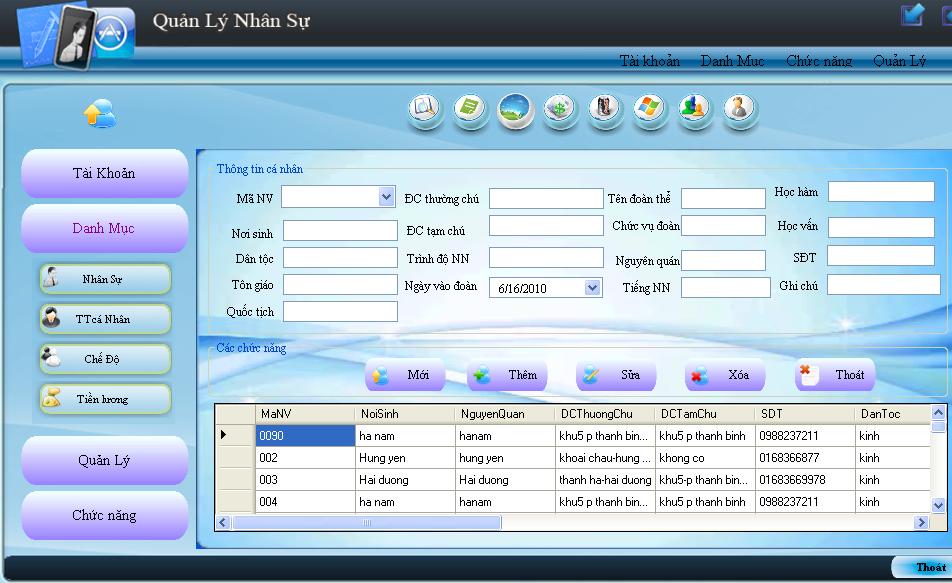 Quản Lý Nhân Sự
Tài khoản Danh Mục Chức năng Quản Lý
Tài Khoản
Danh Mục
Nhân Sự
TTcá Nhân
Chế Độ
Tiền lương
Quản Lý
Chức năng
Thông tin cá nhân
Mã NV ĐC thường chú Tên đoàn thể Học hàm
Nơi sinh ĐC tạm chú Chức vụ đoàn Học vấn
Dân tộc Trình độ NN Nguyên quán SĐT
Tôn giáo Ngày vào đoàn 6/16/2010 Tiếng NN Ghi chú
Quốc tịch
Các chức năng
Mới Thêm Sửa Xóa Thoát
MaNV NoiSinh NguyenQuan DCThuongChu DCTamChu SDT DanToc
0090 ha nam hanam khu5 p thanh bin... khu5 p thanh binh 0988237211 kinh
002 Hung yen hung yen khoai chau-hung ... khong co 0168366877 kinh
003 Hai duong Hai duong thanh ha-hai duong khu5-p thanh bin... 01683669978 kinh
004 ha nam hanam khu5 p thanh bin... khu5 p thanh binh 0988237211 kinh
Thoát